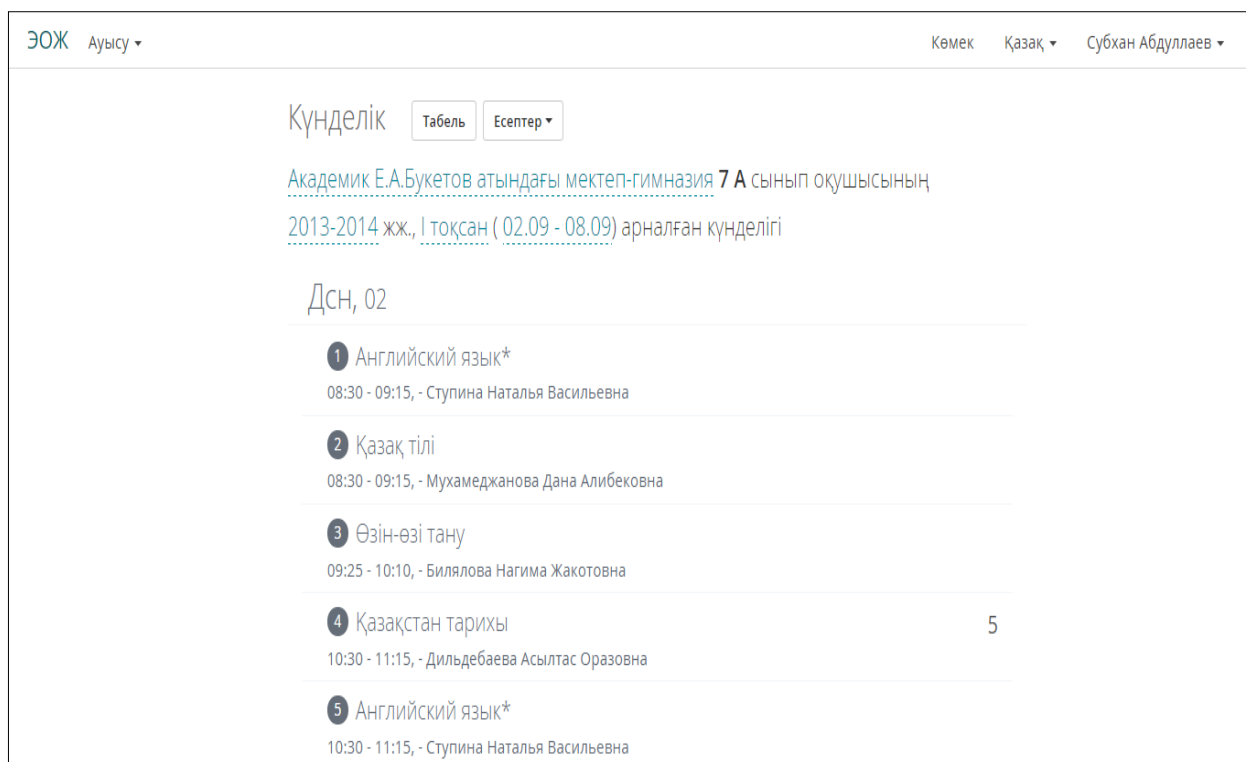 ЭОЖ Ауысу Көмек Қазақ Субхан Абдуллаев
Күнделік Табель Есептер
Академик Е.А.Букетов атындағы мектеп-гимназия 7 А сынып оқушысының
2013-2014 жж., I тоқсан ( 02.09 - 08.09) арналған күнделігі
Дсн, 02
1 Английский язык*
08:30 - 09:15, - Ступина Наталья Васильевна
2 Қазақ тілі
08:30 - 09:15, - Мухамеджанова Дана Алибековна
3 Өзін-өзі тану
09:25 - 10:10, - Билялова Нагима Жакотовна
4 Қазақстан тарихы 5
10:30 - 11:15, - Дильдебаева Асылтас Оразовна
5 Английский язык*
10:30 - 11:15, - Ступина Наталья Васильевна